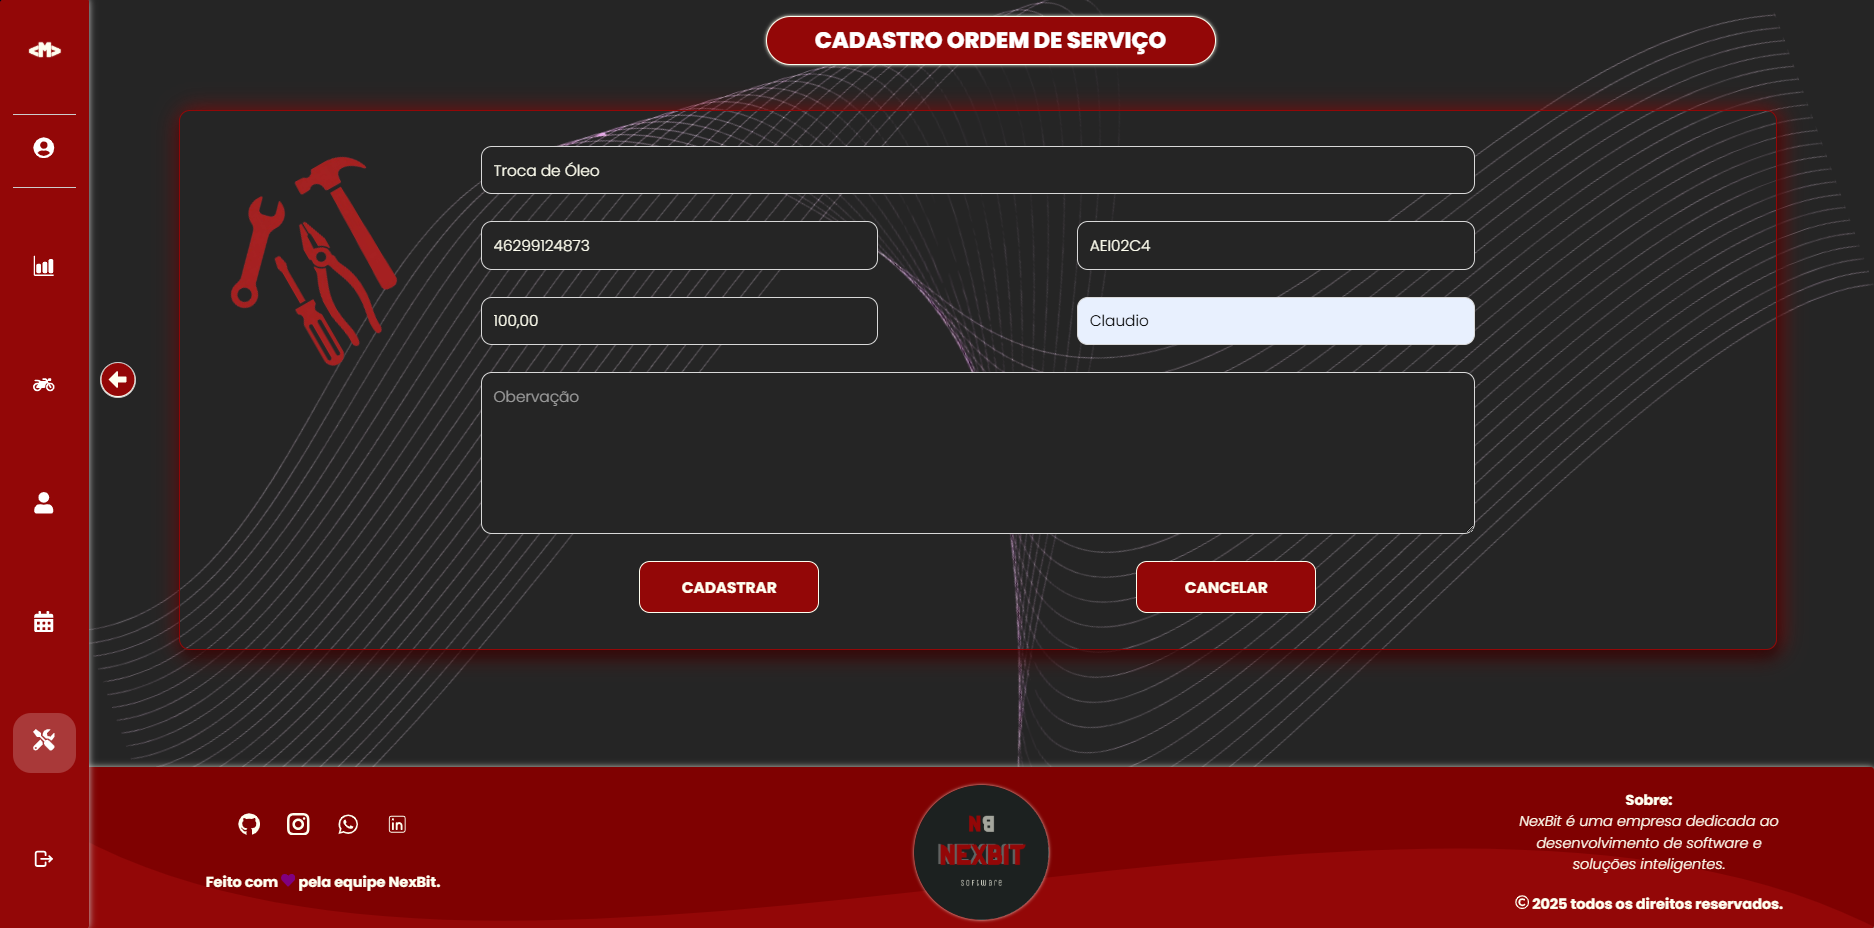 <M>
CADASTRO ORDEM DE SERVIÇO
Troca de Óleo
46299124873
AEI02C4
100,00
Claudio
Obervação
CADASTRAR
CANCELAR
Feito com 💜 pela equipe NexBit.
NB
NEXBIT
software
Sobre:
NexBit é uma empresa dedicada ao
desenvolvimento de software e
soluções inteligentes.
© 2025 todos os direitos reservados.